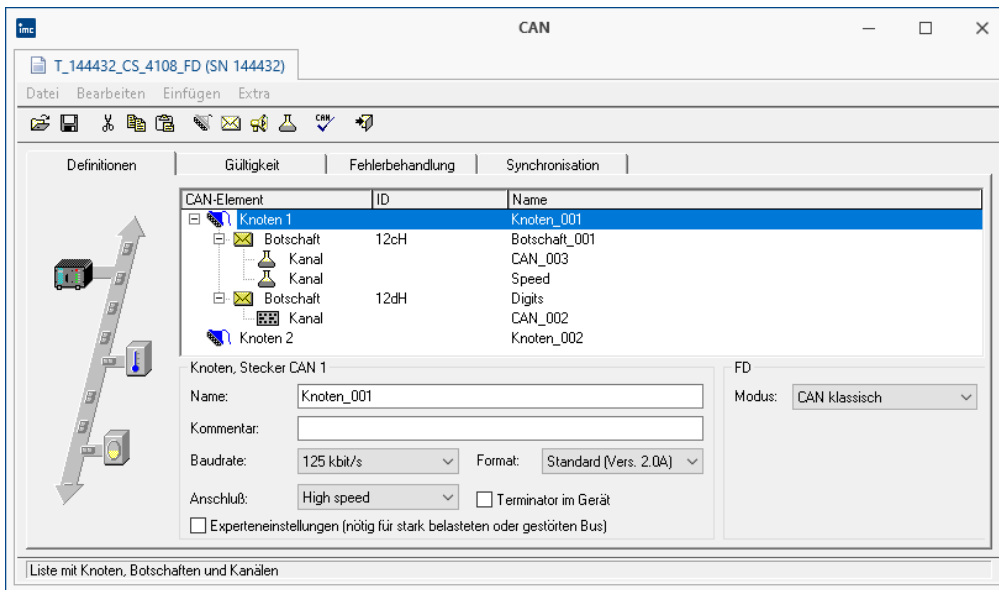 imc
CAN
T_144432_CS_4108_FD (SN 144432)
Datei Bearbeiten Einfügen Extra
CAN
Definitionen Gültigkeit Fehlerbehandlung Synchronisation
CAN-Element ID Name
Knoten 1 Knoten_001
Botschaft 12cH Botschaft_001
Kanal CAN_003
Kanal Speed
Botschaft 12dH Digits
Kanal CAN_002
Knoten 2 Knoten_002
Knoten, Stecker CAN 1 FD
Name: Knoten_001 Modus: CAN klassisch
Kommentar:
Baudrate: 125 kbit/s Format: Standard (Vers. 2.0A)
Anschluß: High speed Terminator im Gerät
Experteneinstellungen (nötig für stark belasteten oder gestörten Bus)
Liste mit Knoten, Botschaften und Kanälen